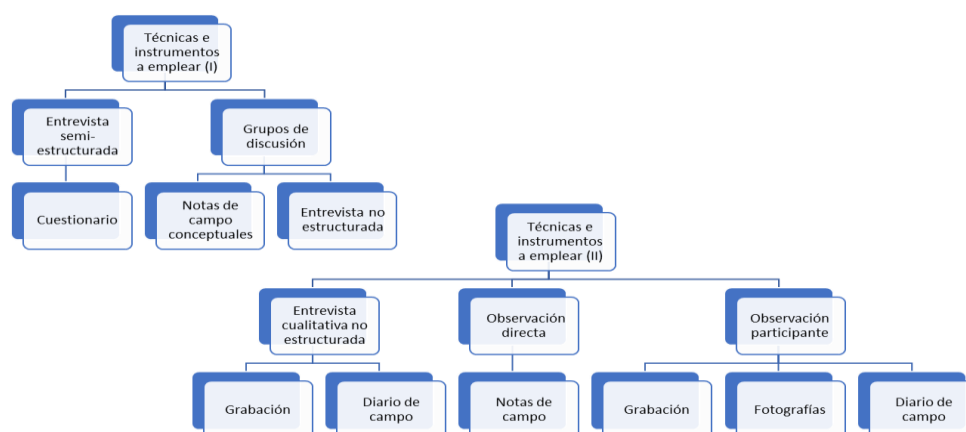 Técnicas e
instrumentos
a emplear (I)
Entrevista
semi-
estructurada
Grupos de
discusión
Cuestionario
Notas de
campo
conceptuales
Entrevista no
estructurada
Técnicas e
instrumentos
a emplear (II)
Entrevista
cualitativa no
estructurada
Observación
directa
Observación
participante
Grabación
Diario de
campo
Notas de
campo
Grabación
Fotografías
Diario de
campo